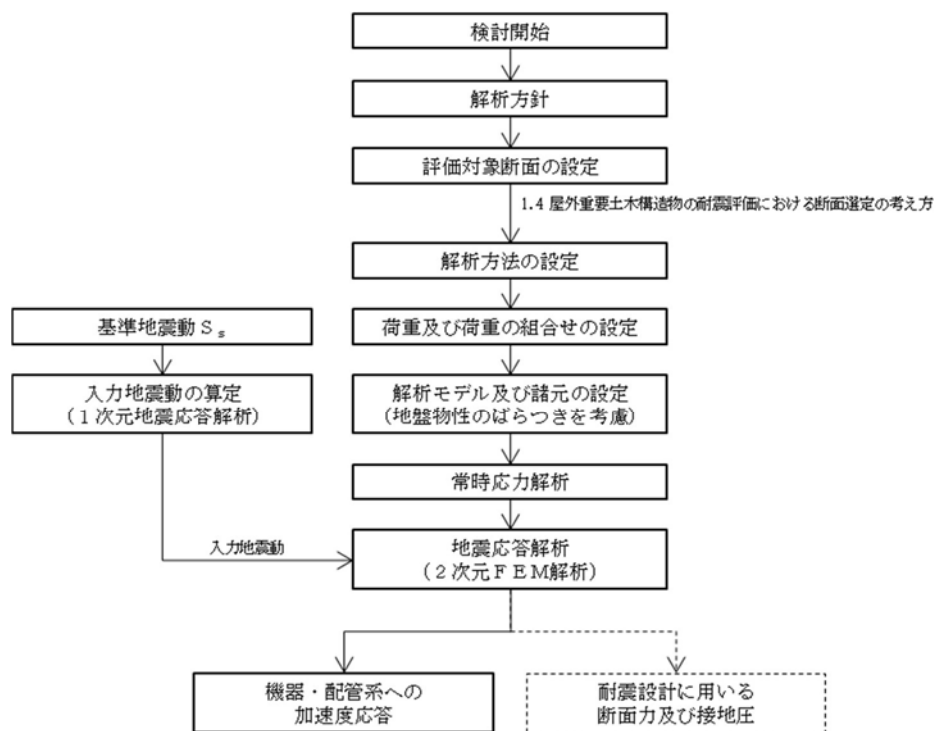 検討開始
解析方針
評価対象断面の設定
1.4 屋外重要土木構造物の耐震評価における断面選定の考え方
解析方法の設定
基準地震動Ｓｓ
荷重及び荷重の組合せの設定
入力地震動の算定
(１次元地震応答解析)
解析モデル及び諸元の設定
(地盤物性のばらつきを考慮)
常時応力解析
入力地震動
地震応答解析
(２次元ＦＥＭ解析)
機器・配管系への
加速度応答
耐震設計に用いる
断面力及び接地圧